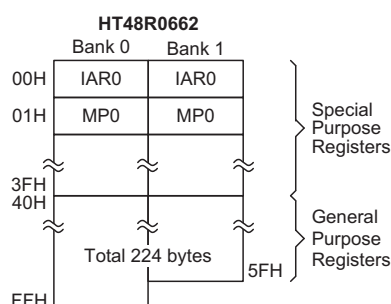 HT48R0662
Bank 0 Bank 1
00H IAR0 IAR0
01H MP0 MP0
Special
Purpose
Registers
3FH
40H
General
Purpose
Registers
Total 224 bytes
5FH
FFH